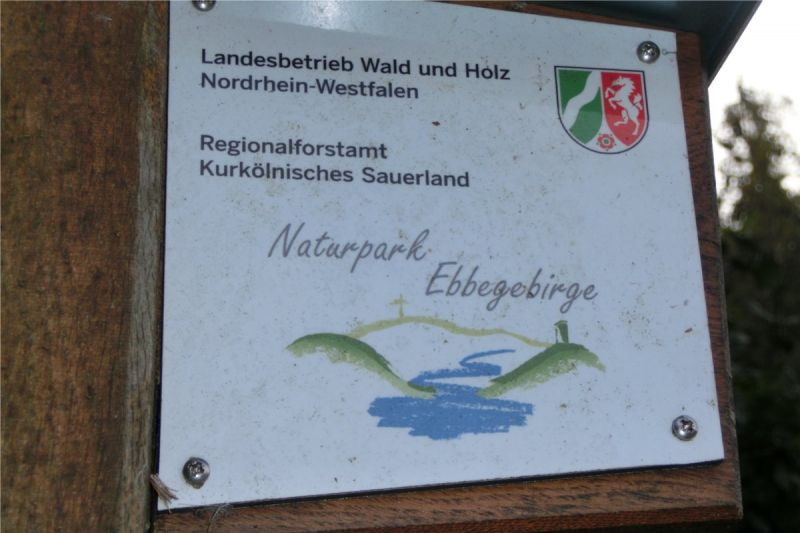 Landesbetrieb Wald und Holz
Nordrhein-Westfalen
Regionalforstamt
Kurkölnisches Sauerland
Naturpark
Ebbegebirge